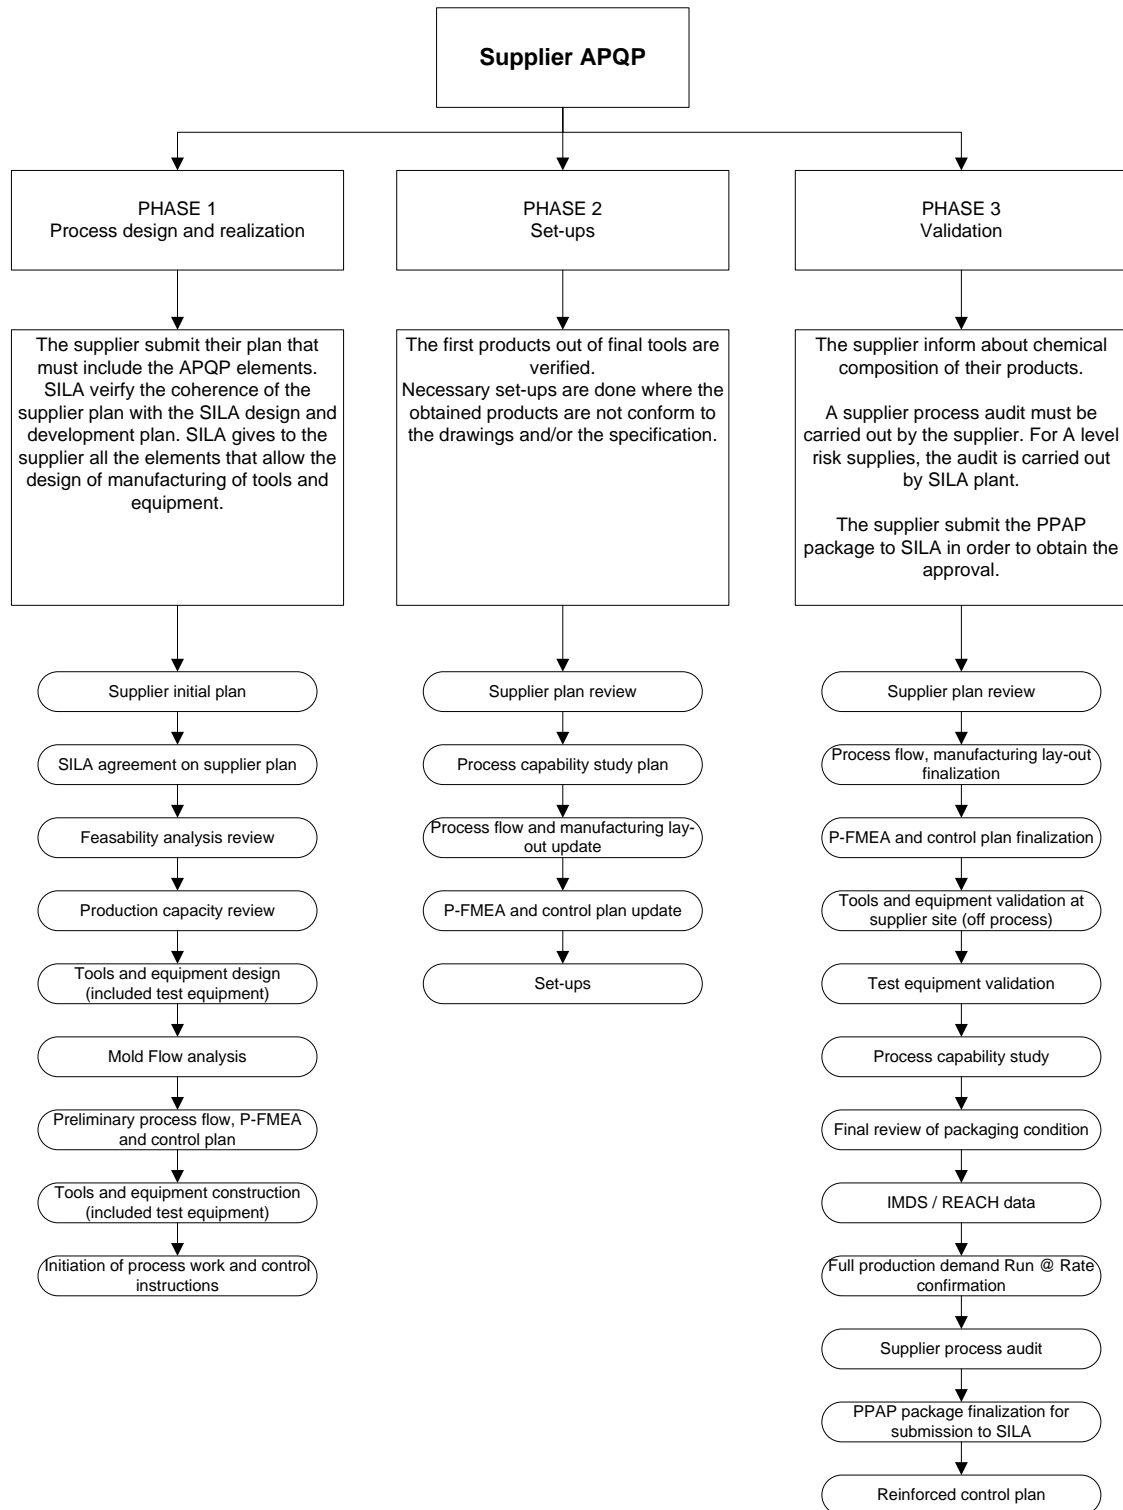 Supplier APQP
PHASE 1
Process design and realization
PHASE 2
Set-ups
PHASE 3
Validation
The supplier submit their plan that
must include the APQP elements.
SILA veirfy the coherence of the
supplier plan with the SILA design and
development plan. SILA gives to the
supplier all the elements that allow the
design of manufacturing of tools and
equipment.
The first products out of final tools are
verified.
Necessary set-ups are done where the
obtained products are not conform to
the drawings and/or the specification.
The supplier inform about chemical
composition of their products.
A supplier process audit must be
carried out by the supplier. For A level
risk supplies, the audit is carried out
by SILA plant.
The supplier submit the PPAP
package to SILA in order to obtain the
approval.
Supplier initial plan
SILA agreement on supplier plan
Feasability analysis review
Production capacity review
Tools and equipment design
(included test equipment)
Mold Flow analysis
Preliminary process flow, P-FMEA
and control plan
Tools and equipment construction
(included test equipment)
Initiation of process work and control
instructions
Supplier plan review
Process capability study plan
Process flow and manufacturing lay-
out update
P-FMEA and control plan update
Set-ups
Supplier plan review
Process flow, manufacturing lay-out
finalization
P-FMEA and control plan finalization
Tools and equipment validation at
supplier site (off process)
Test equipment validation
Process capability study
Final review of packaging condition
IMDS / REACH data
Full production demand Run @ Rate
confirmation
Supplier process audit
PPAP package finalization for
submission to SILA
Reinforced control plan